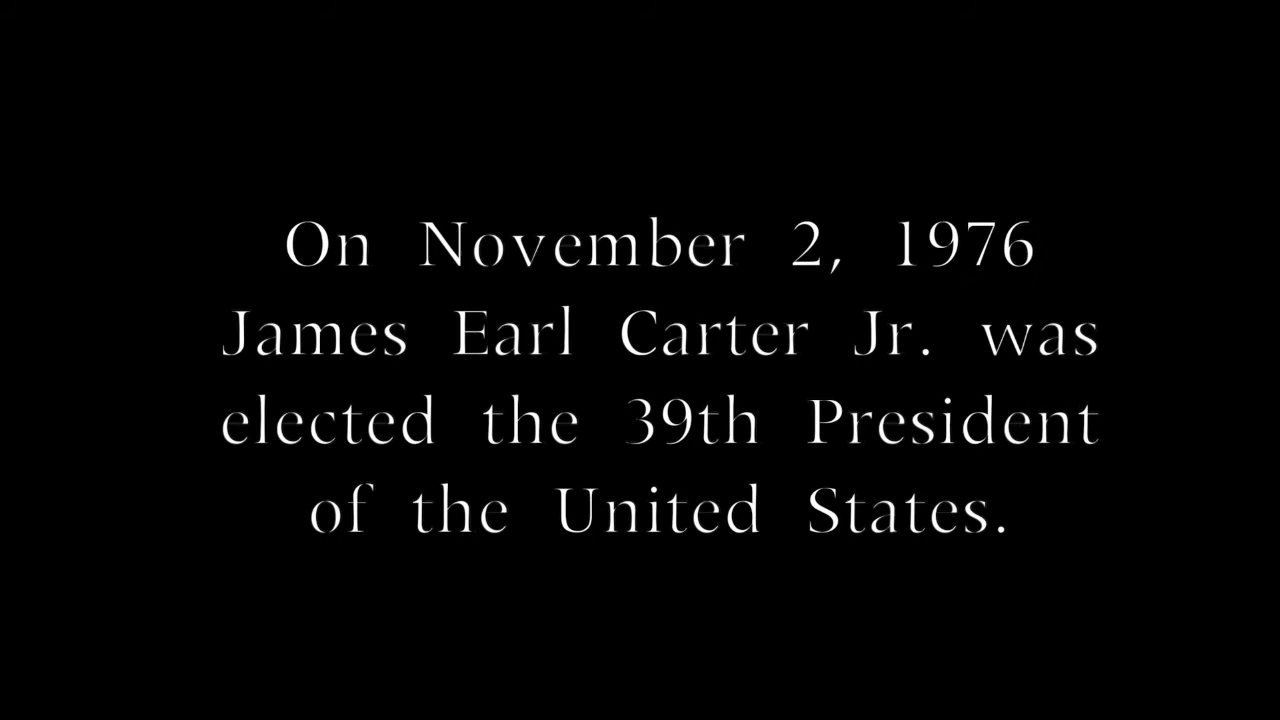 On November 2, 1976
James Earl Carter Jr. was
elected the 39th President
of the United States.